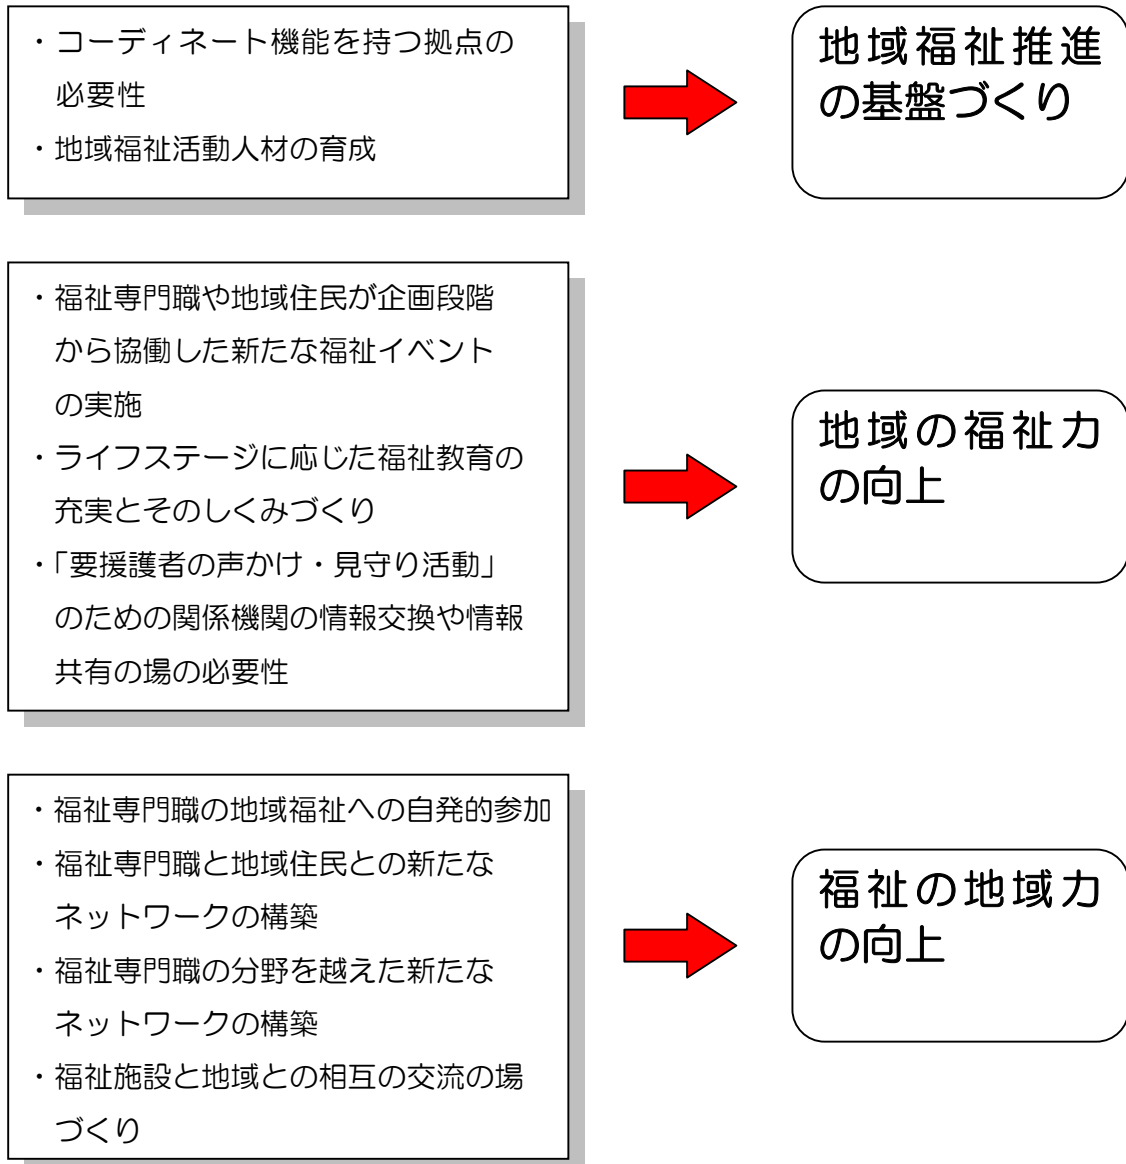 ・コーディネート機能を持つ拠点の
必要性
・地域福祉活動人材の育成
地域福祉推進
の基盤づくり
・福祉専門職や地域住民が企画段階
から協働した新たな福祉イベント
の実施
・ライフステージに応じた福祉教育の
充実とそのしくみづくり
・「要援護者の声かけ・見守り活動」
のための関係機関の情報交換や情報
共有の場の必要性
地域の福祉力
の向上
・福祉専門職の地域福祉への自発的参加
・福祉専門職と地域住民との新たな
ネットワークの構築
・福祉専門職の分野を越えた新たな
ネットワークの構築
・福祉施設と地域との相互の交流の場
づくり
福祉の地域力
の向上